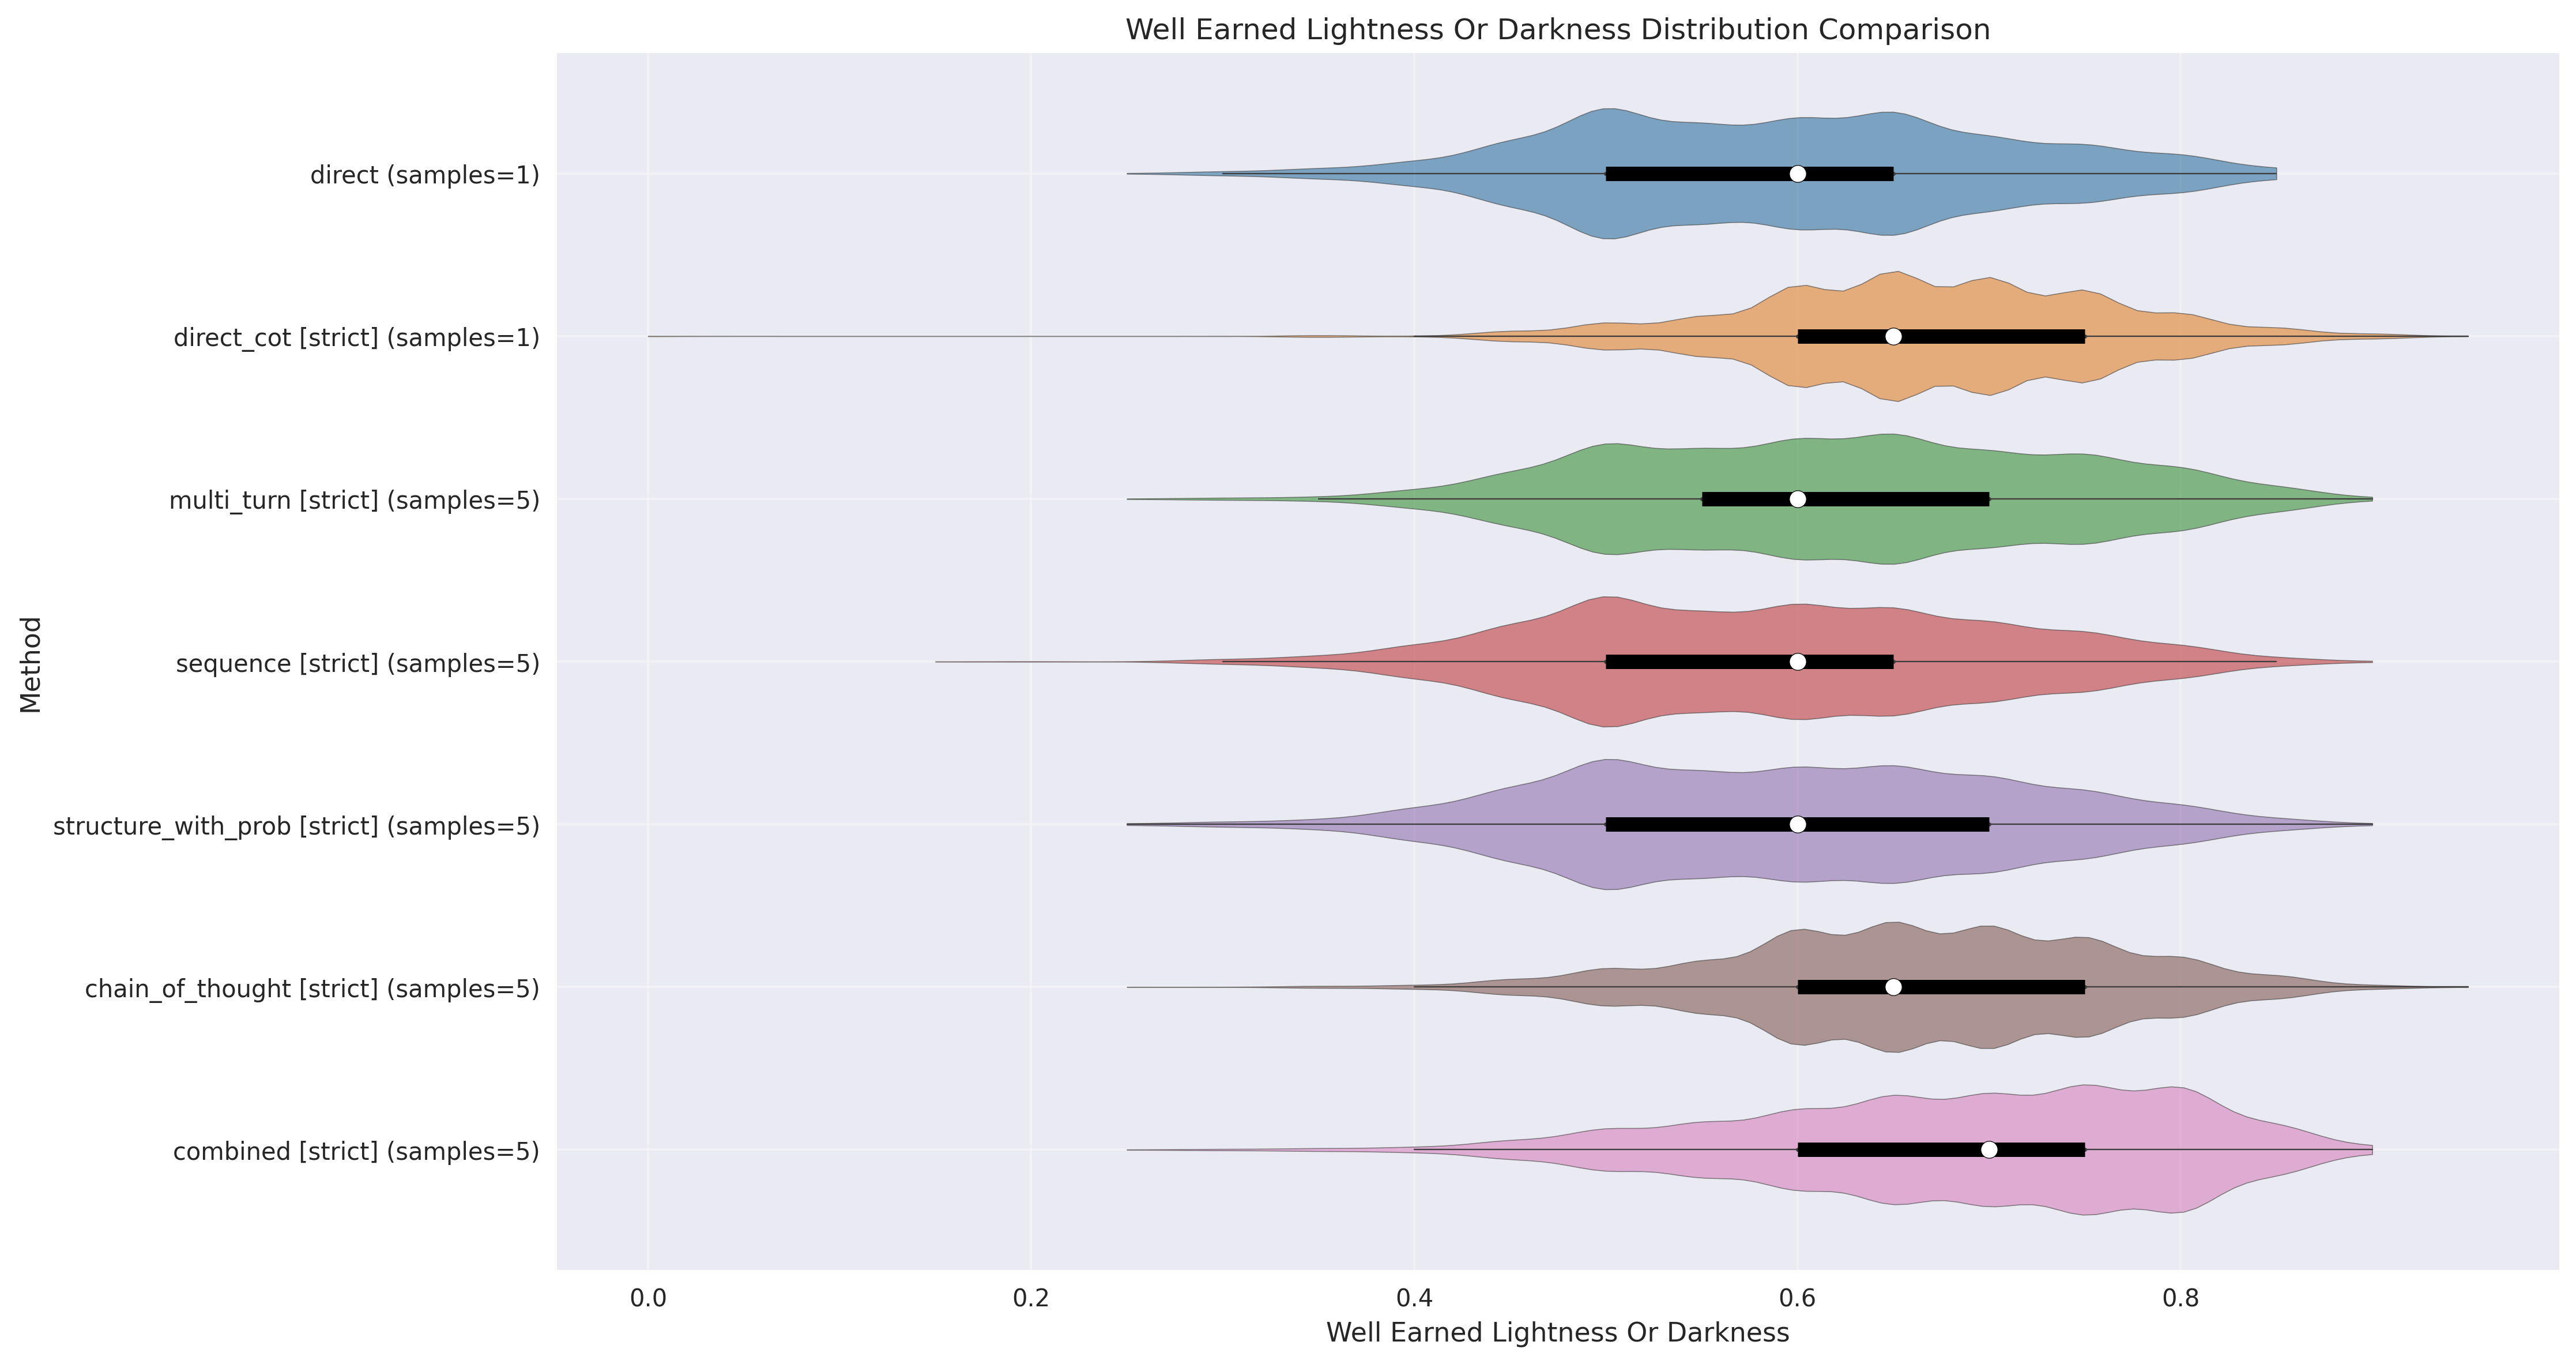 Well Earned Lightness Or Darkness Distribution Comparison
Method
direct (samples=1)
direct_cot [strict] (samples=1)
multi_turn [strict] (samples=5)
sequence [strict] (samples=5)
structure_with_prob [strict] (samples=5)
chain_of_thought [strict] (samples=5)
combined [strict] (samples=5)
0.0 0.2 0.4 0.6 0.8
Well Earned Lightness Or Darkness